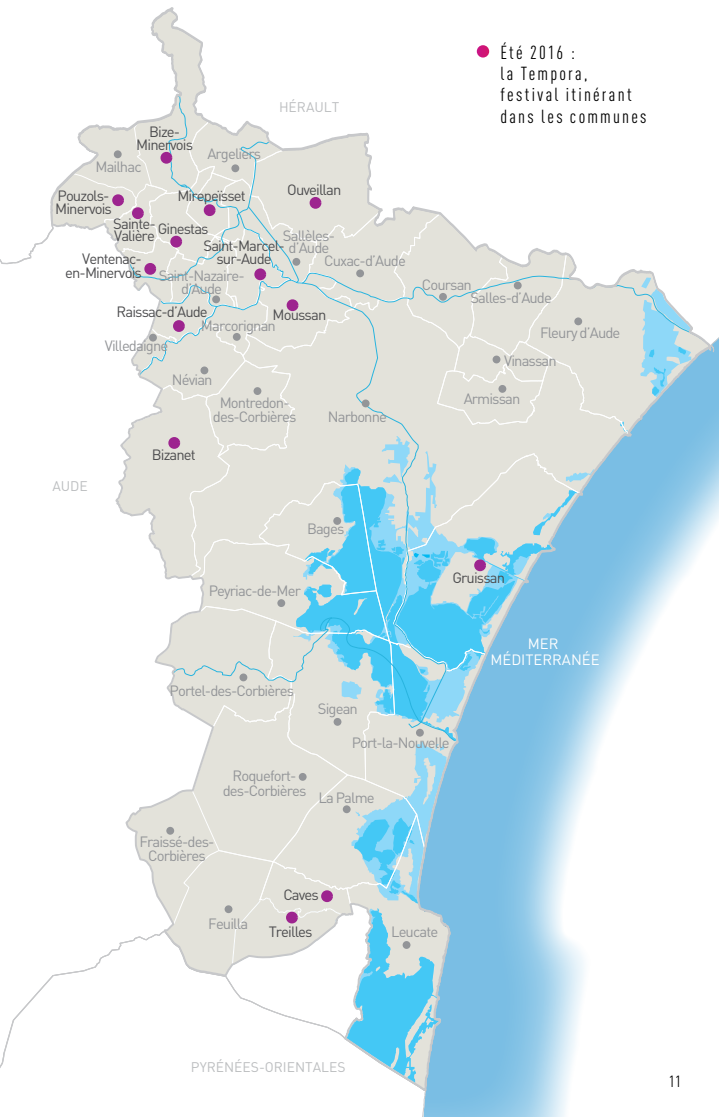 Été 2016 :
la Tempora,
festival itinérant
dans les communes
HÉRAULT
Bize-
Minervois
Mailhac
Argeliers
Pouzols-
Minervois
Mirepeïsset
Ouveillan
Sainte-
Valière
Ginestas
Saint-Marcel-
sur-Aude
Sallèles-
d'Aude
Ventenac-
en-Minervois
Saint-Nazaire-
d'Aude
Cuxac-d'Aude
Coursan
Salles-d'Aude
Raissac-d'Aude
Marcorignan
Moussan
Fleury d'Aude
Villedaigne
Vinassan
Névian
Montredon-
des-Corbières
Narbonne
Armissan
Bizanet
AUDE
Bages
Gruissan
Peyriac-de-Mer
MER
MÉDITERRANÉE
Portel-des-Corbières
Sigean
Port-la-Nouvelle
Roquefort-
des-Corbières
La Palme
Fraissé-des-
Corbières
Caves
Feuilla
Treilles
Leucate
PYRÉNÉES-ORIENTALES
11